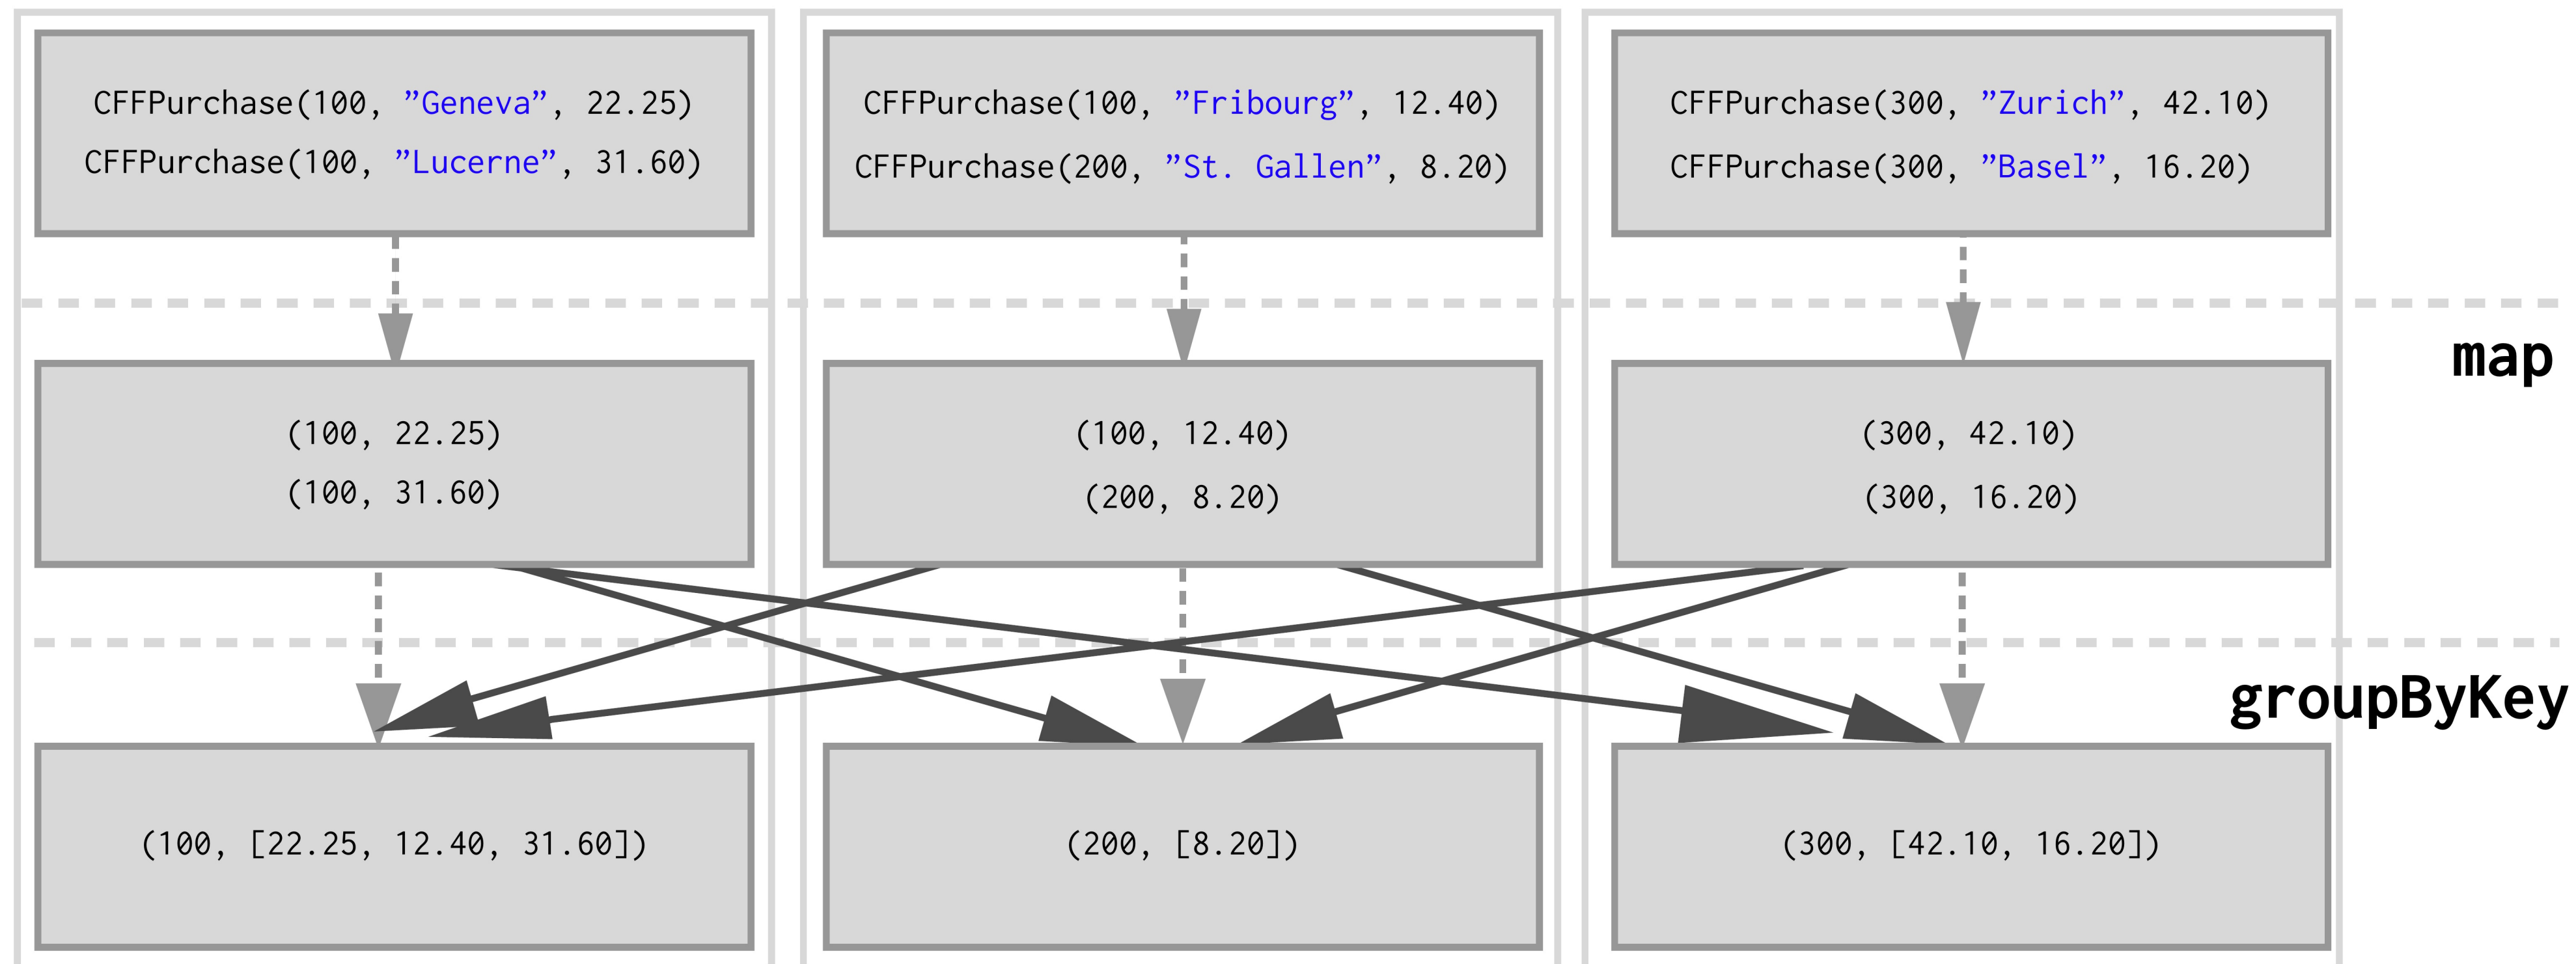 CFFPurchase(100, ”Geneva”, 22.25)
CFFPurchase(100, ”Lucerne”, 31.60)
CFFPurchase(100, ”Fribourg”, 12.40)
CFFPurchase(200, ”St. Gallen”, 8.20)
CFFPurchase(300, ”Zurich”, 42.10)
CFFPurchase(300, ”Basel”, 16.20)
map
(100, 22.25)
(100, 31.60)
(100, 12.40)
(200, 8.20)
(300, 42.10)
(300, 16.20)
groupByKey
(100, [22.25, 12.40, 31.60])
(200, [8.20])
(300, [42.10, 16.20])